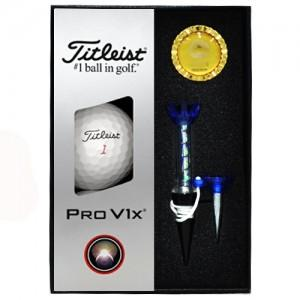 Titleist®
#1 ball in golf.®
Titleist
1
PRO V1x®